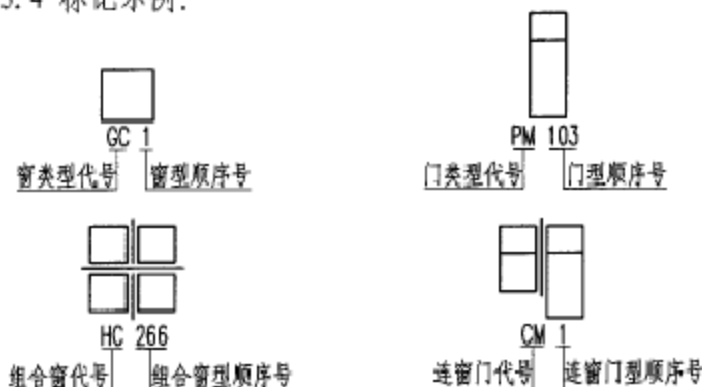 3.4 标记示例:
GC 1
窗类型代号 窗型顺序号
PM 103
门类型代号 门型顺序号
HC 266
组合窗代号 组合窗型顺序号
CM 1
连窗门代号 连窗门型顺序号